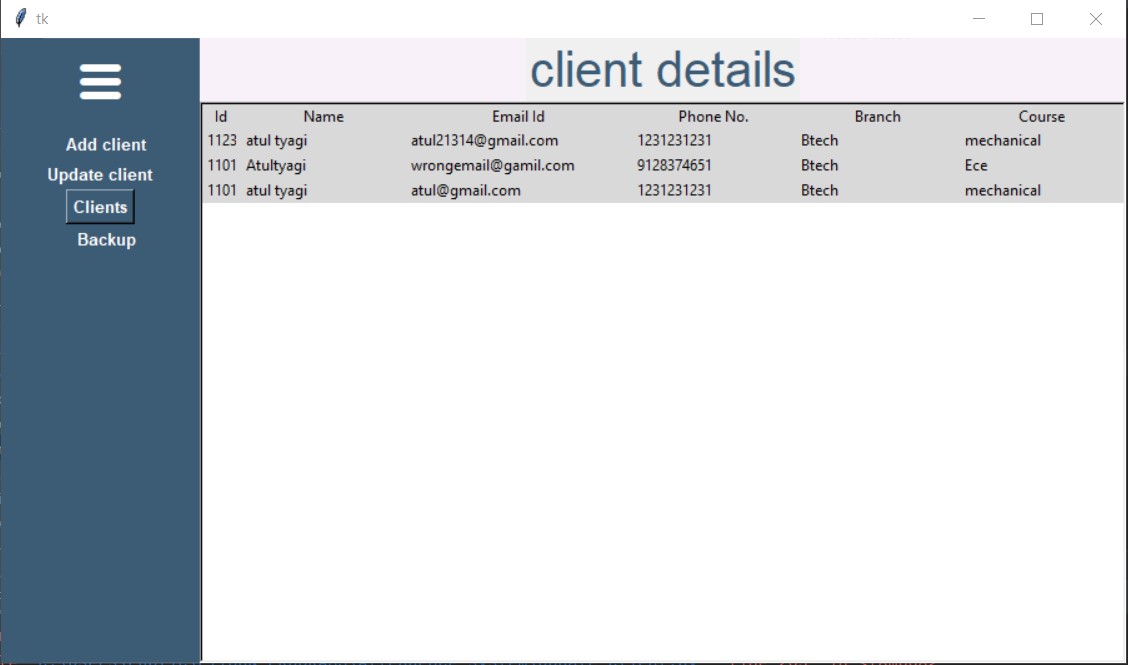 tk
client details
Add client
Update client
Clients
Backup
Id Name Email Id Phone No. Branch Course
1123 atul tyagi atul21314@gmail.com 1231231231 Btech mechanical
1101 Atultyagi wrongemail@gamil.com 9128374651 Btech Ece
1101 atul tyagi atul@gmail.com 1231231231 Btech mechanical